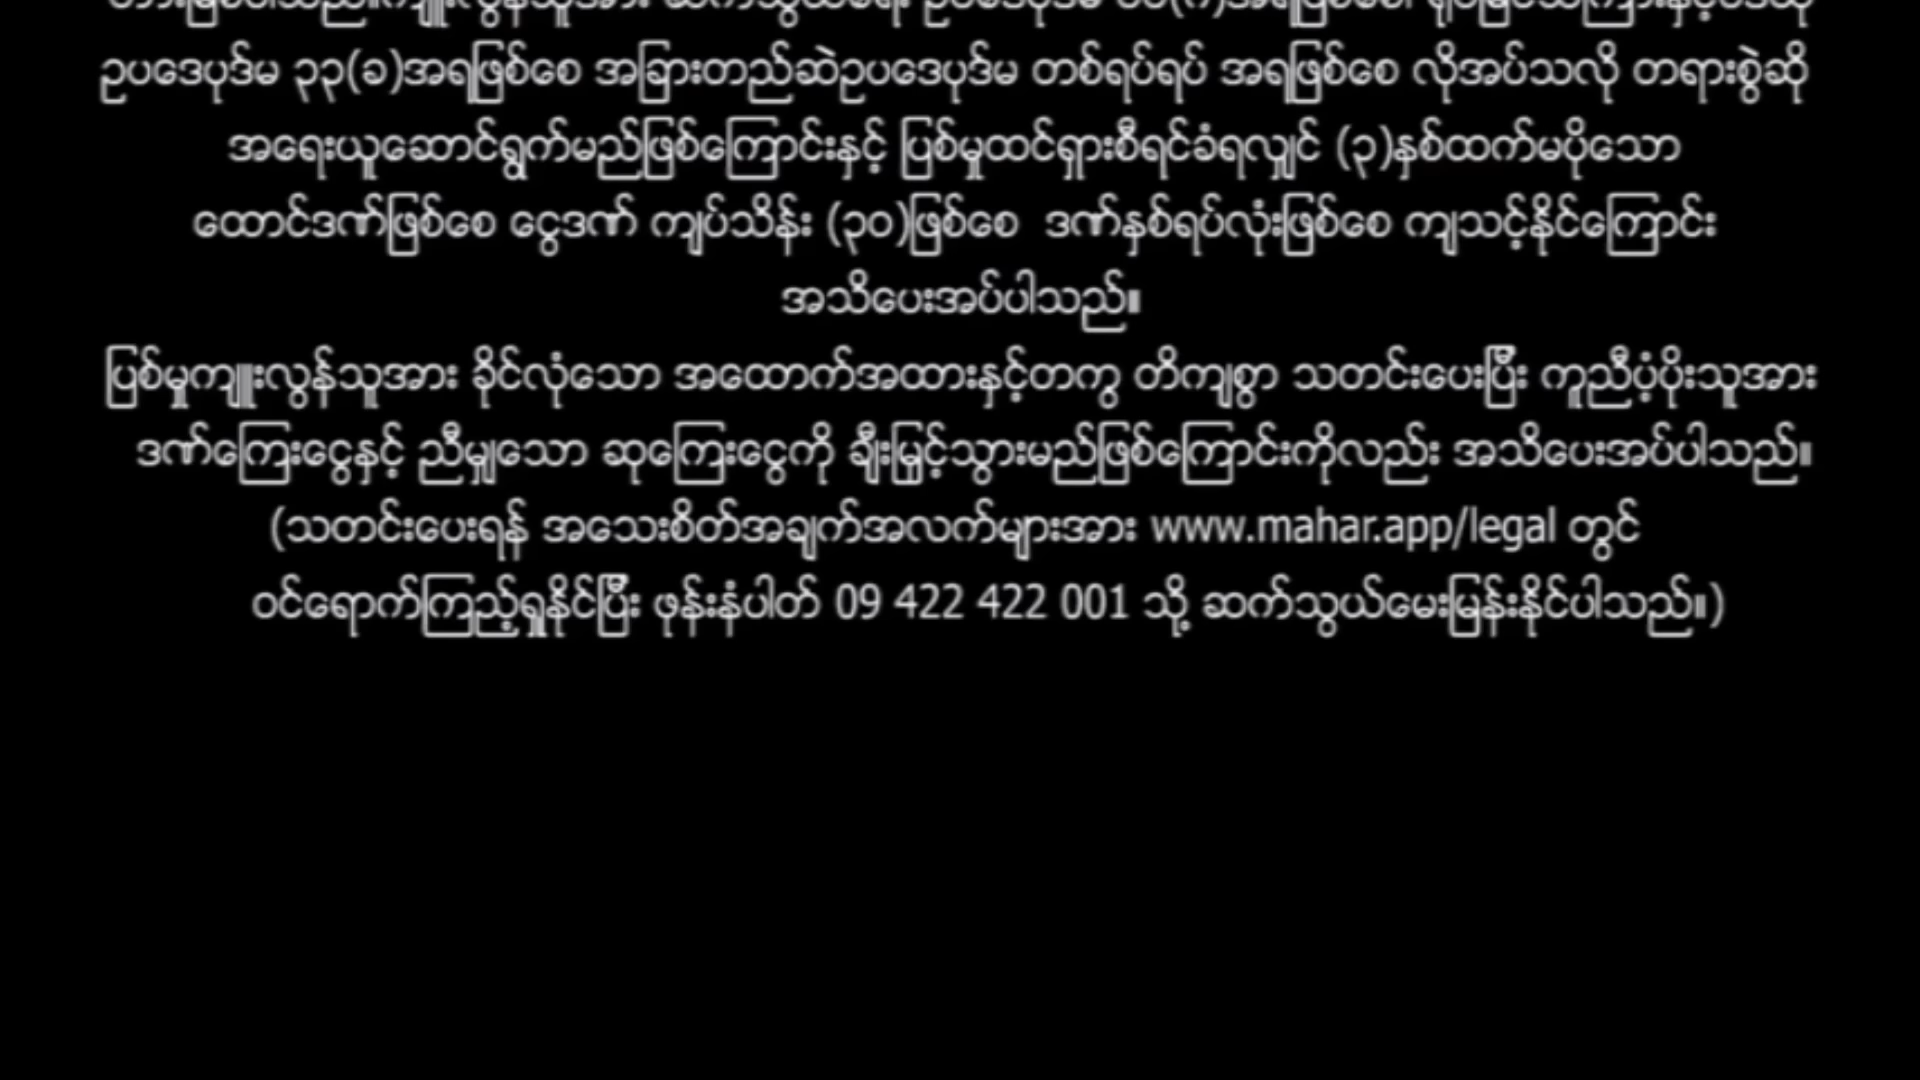 ဥပဒေပုဒ်မ ၃၃(ခ)အရဖြစ်စေ အခြားတည်ဆဲဥပဒေပုဒ်မ တစ်ရပ်ရပ် အရဖြစ်စေ လိုအပ်သလို တရားစွဲဆို
အရေးယူဆောင်ရွက်မည်ဖြစ်ကြောင်းနှင့် ပြစ်မှုထင်ရှားစီရင်ခံရလျှင် (၃)နှစ်ထက်မပိုသော
ထောင်ဒဏ်ဖြစ်စေ ငွေဒဏ် ကျပ်သိန်း (၃၀)ဖြစ်စေ ဒဏ်နှစ်ရပ်လုံးဖြစ်စေ ကျသင့်နိုင်ကြောင်း
အသိပေးအပ်ပါသည်။
ပြစ်မှုကျူးလွန်သူအား ခိုင်လုံသော အထောက်အထားနှင့်တကွ တိကျစွာ သတင်းပေးပြီး ကူညီပံ့ပိုးသူအား
ဒဏ်ကြေးငွေနှင့် ညီမျှသော ဆုကြေးငွေကို ချီးမြှင့်သွားမည်ဖြစ်ကြောင်းကိုလည်း အသိပေးအပ်ပါသည်။
(သတင်းပေးရန် အသေးစိတ်အချက်အလက်များအား www.mahar.app/legal တွင်
ဝင်ရောက်ကြည့်ရှုနိုင်ပြီး ဖုန်းနံပါတ် 09 422 422 001 သို့ ဆက်သွယ်မေးမြန်းနိုင်ပါသည်။)